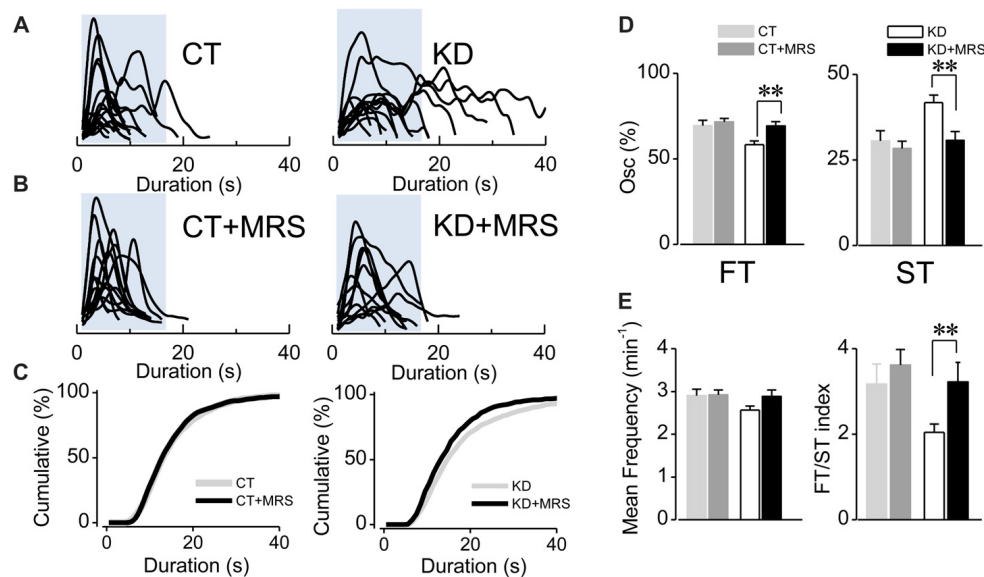 A
CT
KD
0 20 40
Duration (s)
0 20 40
Duration (s)
B
CT+MRS
KD+MRS
0 20 40
Duration (s)
0 20 40
Duration (s)
C
Cumulative (%)
100
50
0
CT
CT+MRS
0 20 40
Duration (s)
Cumulative (%)
100
50
0
KD
KD+MRS
0 20 40
Duration (s)
D
CT
CT+MRS
KD
KD+MRS
Osc (%)
100
50
0
**
FT
50
25
0
**
ST
E
Mean Frequency (min-1)
4
3
2
1
0
FT/ST index
4
2
0
**